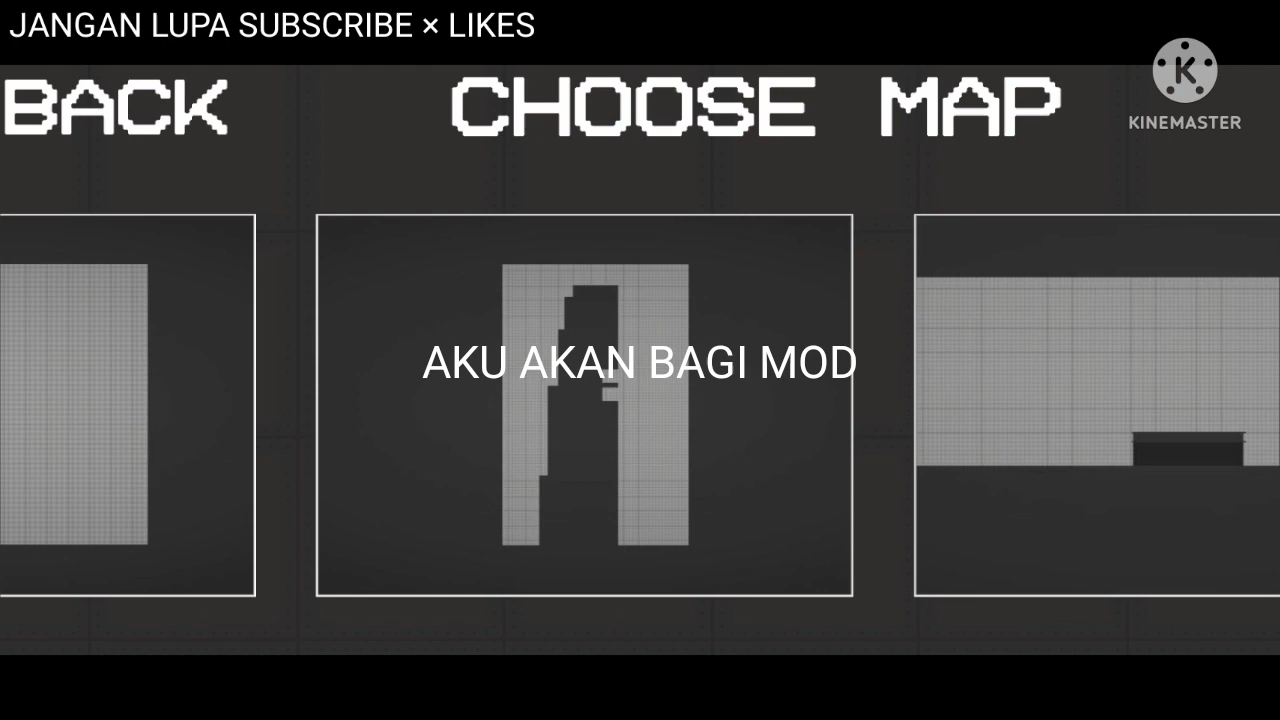 JANGAN LUPA SUBSCRIBE × LIKES
BACK
CHOOSE MAP
KINEMASTER
AKU AKAN BAGI MOD